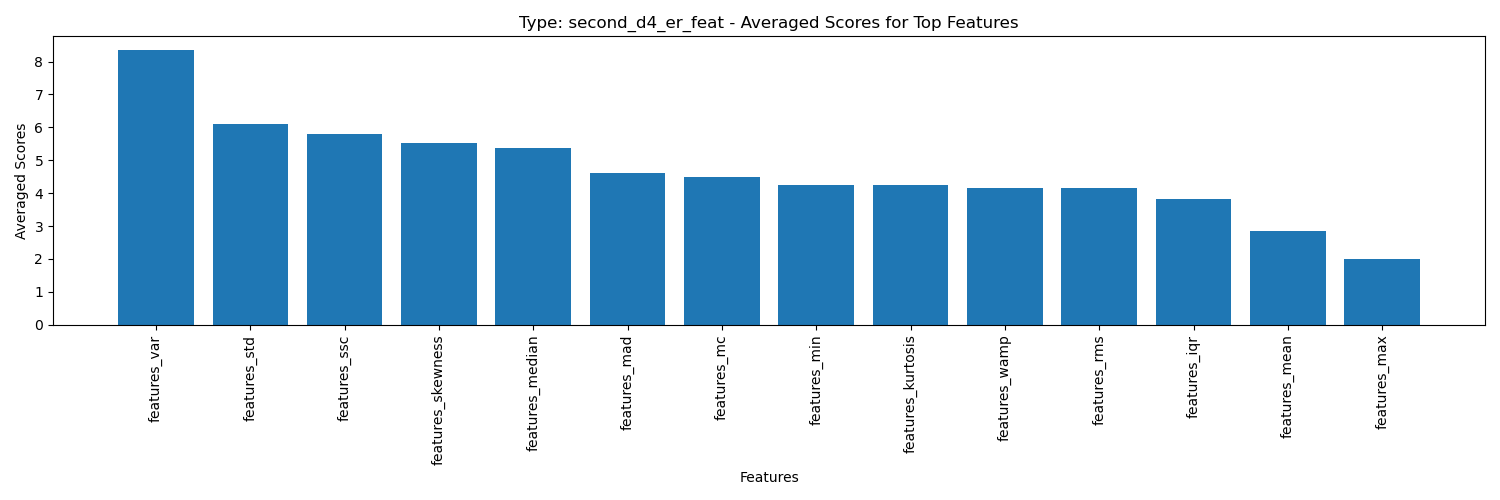 Type: second_d4_er_feat - Averaged Scores for Top Features
Averaged Scores
8
7
6
5
4
3
2
1
0
features_var
features_std
features_ssc
features_skewness
features_median
features_mad
features_mc
features_min
features_kurtosis
features_wamp
features_rms
features_iqr
features_mean
features_max
Features